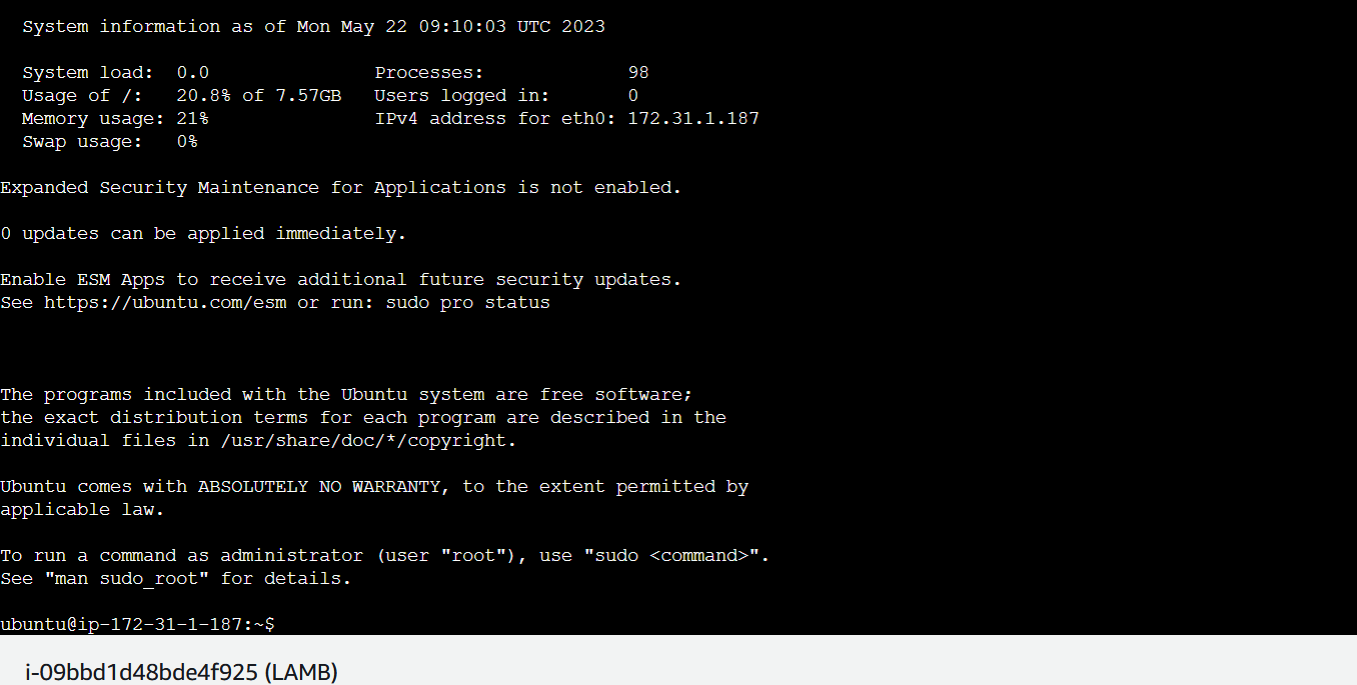 System information as of Mon May 22 09:10:03 UTC 2023
System load: 0.0 Processes: 98
Usage of /: 20.8% of 7.57GB Users logged in: 0
Memory usage: 21% IPv4 address for eth0: 172.31.1.187
Swap usage: 0%
Expanded Security Maintenance for Applications is not enabled.
0 updates can be applied immediately.
Enable ESM Apps to receive additional future security updates.
See https://ubuntu.com/esm or run: sudo pro status
The programs included with the Ubuntu system are free software;
the exact distribution terms for each program are described in the
individual files in /usr/share/doc/*/copyright.
Ubuntu comes with ABSOLUTELY NO WARRANTY, to the extent permitted by
applicable law.
To run a command as administrator (user "root"), use "sudo <command>".
See "man sudo_root" for details.
ubuntu@ip-172-31-1-187:~$
i-09bbd1d48bde4f925 (LAMB)